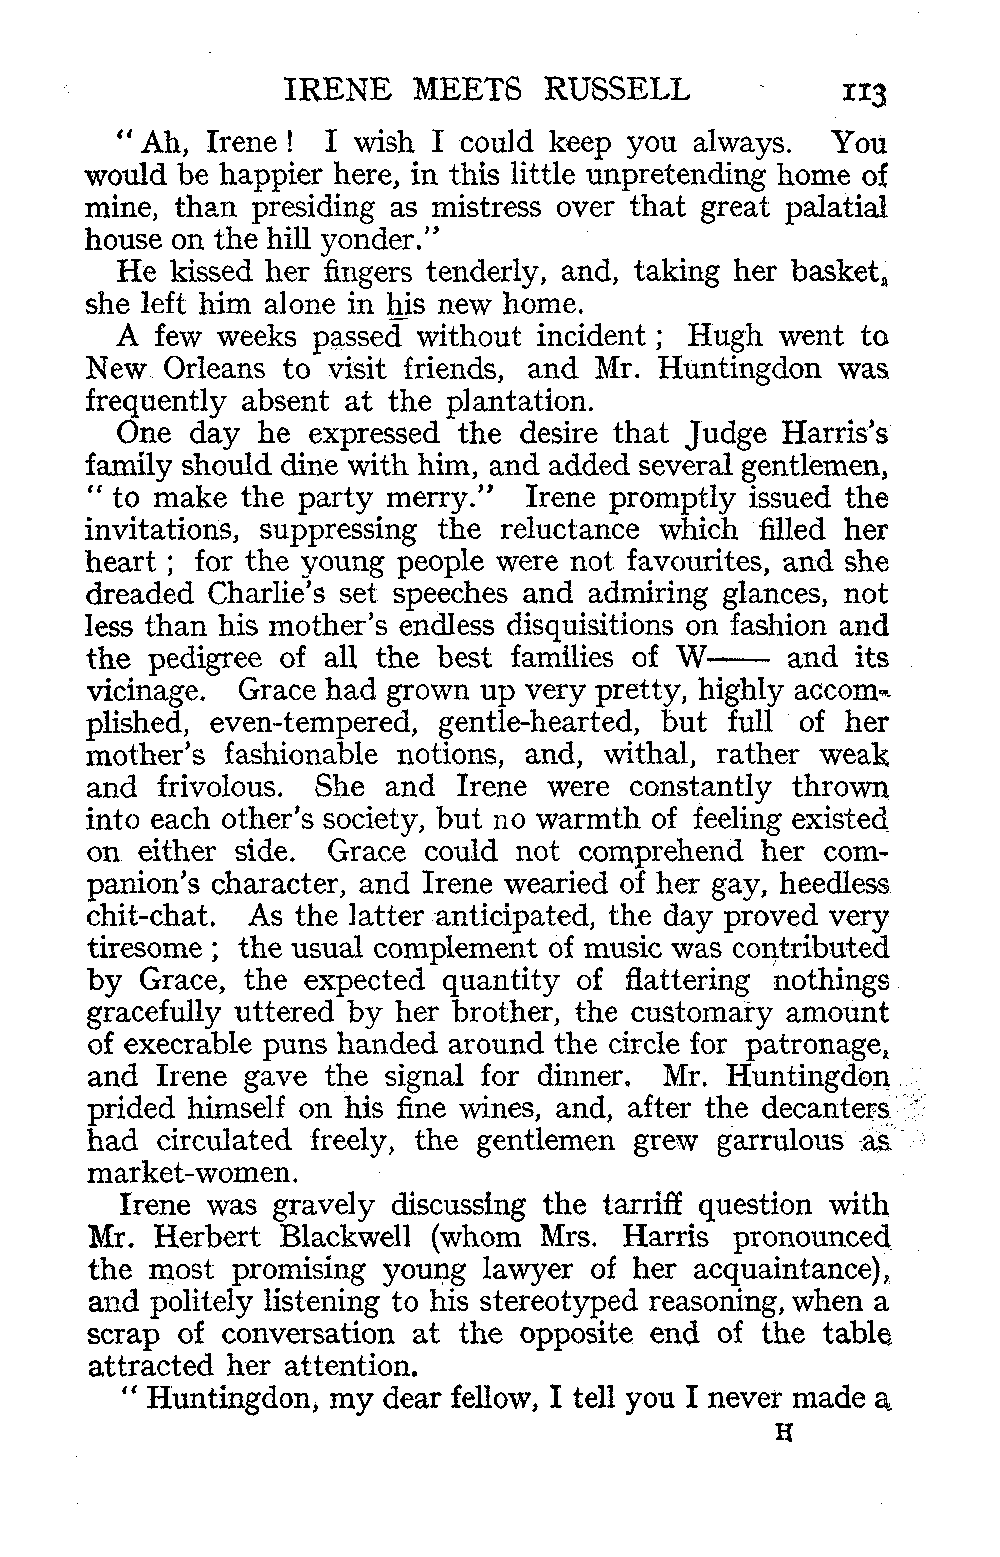 IRENE MEETS RUSSELL 113
" Ah, Irene ! I wish I could keep you always. You
would be happier here, in this little unpretending home of
mine, than presiding as mistress over that great palatial
house on the hill yonder."
He kissed her fingers tenderly, and, taking her basket,
she left him alone in his new home.
A few weeks passed without incident ; Hugh went to
New Orleans to visit friends, and Mr. Huntingdon was
frequently absent at the plantation.
One day he expressed the desire that Judge Harris's
family should dine with him, and added several gentlemen,
" to make the party merry." Irene promptly issued the
invitations, suppressing the reluctance which filled her
heart ; for the young people were not favourites, and she
dreaded Charlie's set speeches and admiring glances, not
less than his mother's endless disquisitions on fashion and
the pedigree of all the best families of W—— and its
vicinage. Grace had grown up very pretty, highly accom-
plished, even-tempered, gentle-hearted, but full of her
mother's fashionable notions, and, withal, rather weak
and frivolous. She and Irene were constantly thrown
into each other's society, but no warmth of feeling existed
on either side. Grace could not comprehend her com-
panion's character, and Irene wearied of her gay, heedless
chit-chat. As the latter anticipated, the day proved very
tiresome ; the usual complement of music was contributed
by Grace, the expected quantity of flattering nothings
gracefully uttered by her brother, the customary amount
of execrable puns handed around the circle for patronage,
and Irene gave the signal for dinner. Mr. Huntingdon
prided himself on his fine wines, and, after the decanters
had circulated freely, the gentlemen grew garrulous as
market-women.
Irene was gravely discussing the tarriff question with
Mr. Herbert Blackwell (whom Mrs. Harris pronounced
the most promising young lawyer of her acquaintance),
and politely listening to his stereotyped reasoning, when a
scrap of conversation at the opposite end of the table
attracted her attention.
" Huntingdon, my dear fellow, I tell you I never made a
H